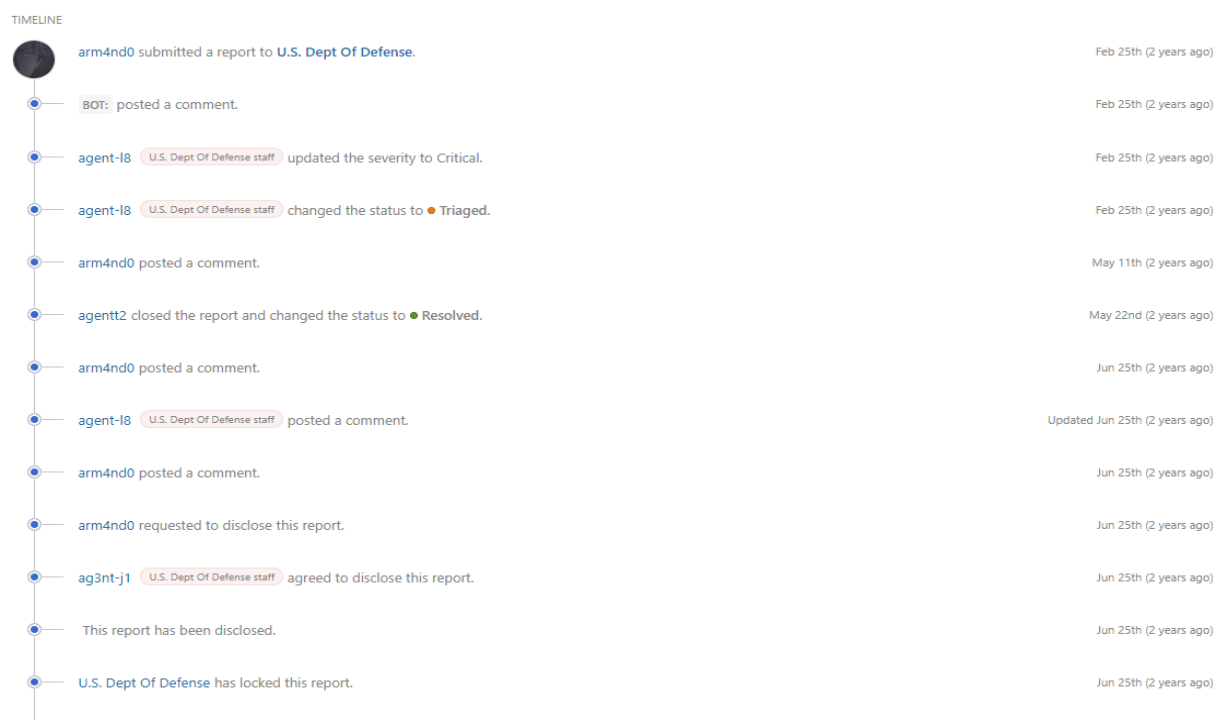 TIMELINE
arm4nd0 submitted a report to U.S. Dept Of Defense. Feb 25th (2 years ago)
BOT: posted a comment. Feb 25th (2 years ago)
agent-l8 U.S. Dept Of Defense staff updated the severity to Critical. Feb 25th (2 years ago)
agent-l8 U.S. Dept Of Defense staff changed the status to Triaged. Feb 25th (2 years ago)
arm4nd0 posted a comment. May 11th (2 years ago)
agentt2 closed the report and changed the status to Resolved. May 22nd (2 years ago)
arm4nd0 posted a comment. Jun 25th (2 years ago)
agent-l8 U.S. Dept Of Defense staff posted a comment. Updated Jun 25th (2 years ago)
arm4nd0 posted a comment. Jun 25th (2 years ago)
arm4nd0 requested to disclose this report. Jun 25th (2 years ago)
ag3nt-j1 U.S. Dept Of Defense staff agreed to disclose this report. Jun 25th (2 years ago)
This report has been disclosed. Jun 25th (2 years ago)
U.S. Dept Of Defense has locked this report. Jun 25th (2 years ago)